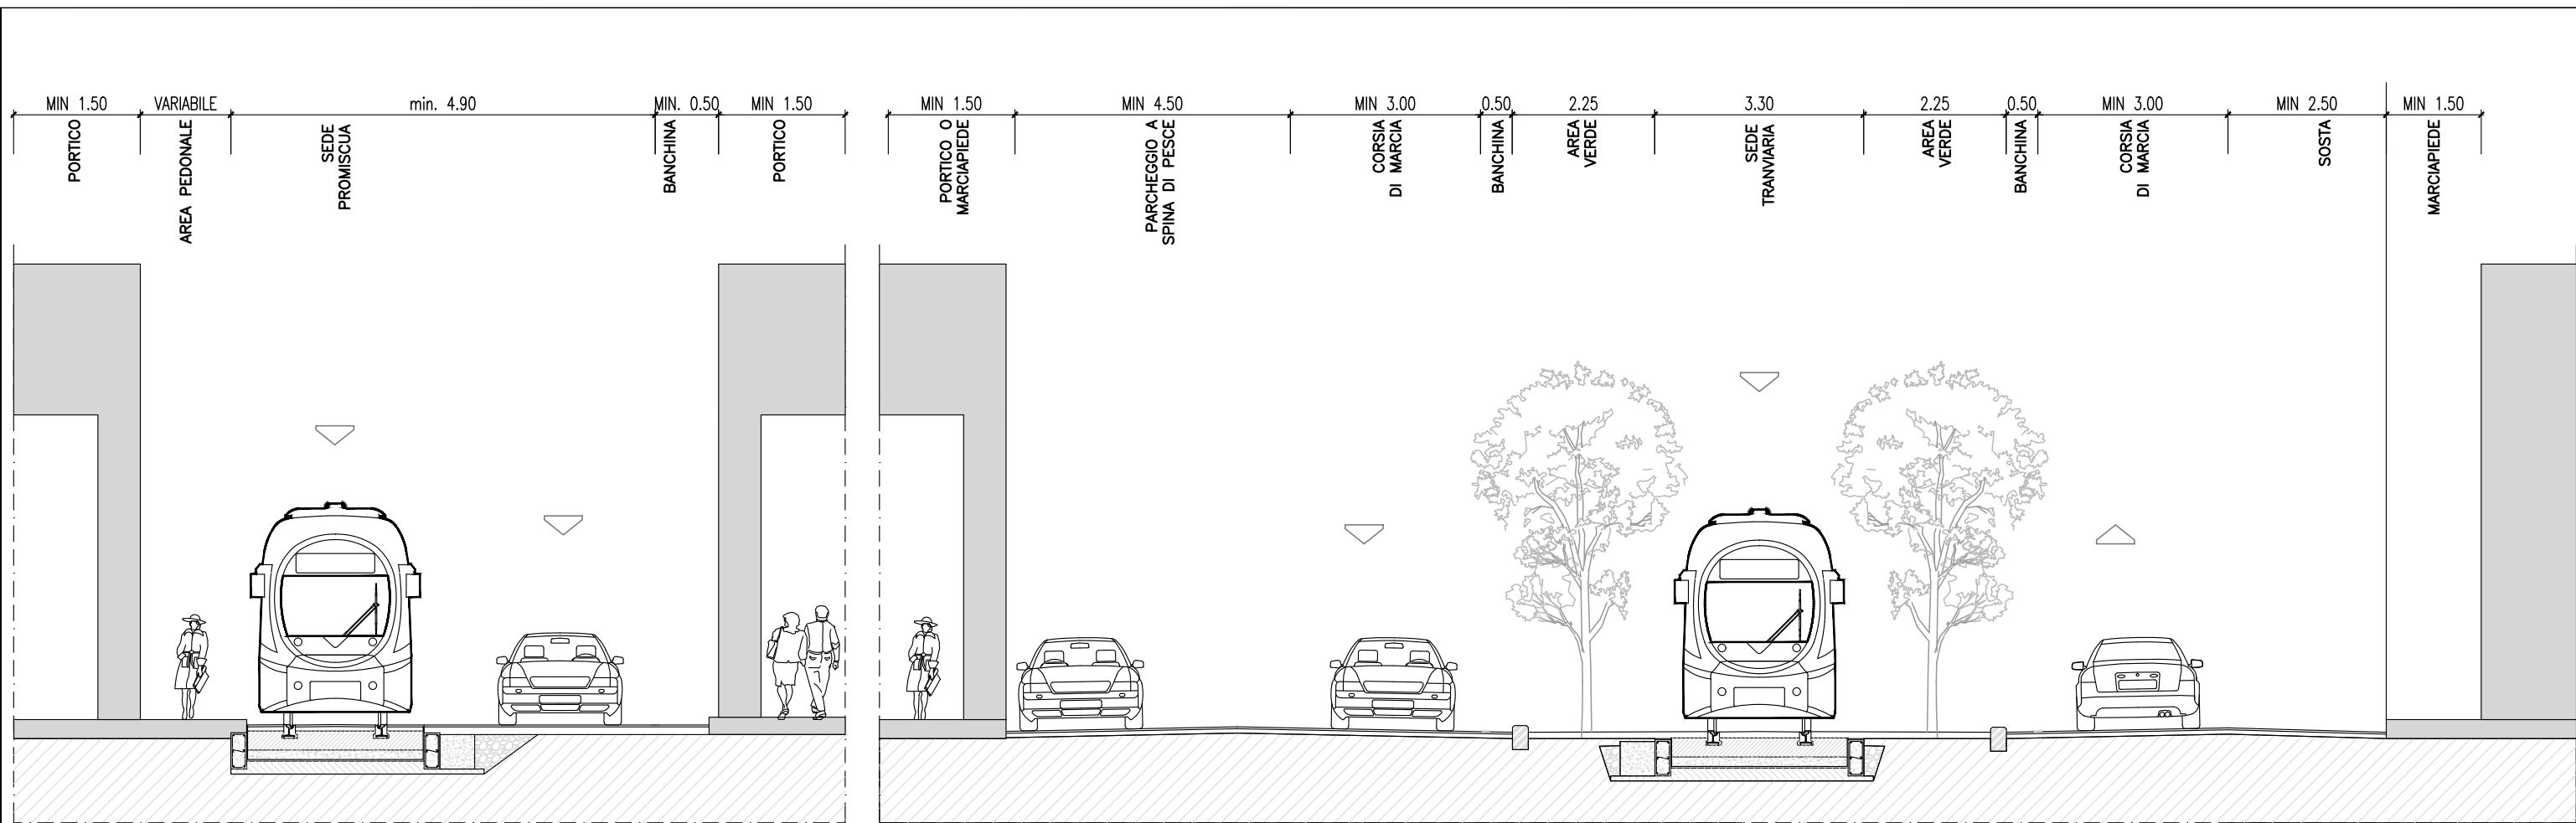 MIN 1.50
VARIABILE
min. 4.90
MIN. 0.50
MIN 1.50
PORTICO
AREA PEDONALE
SEDE
PROMISCUA
BANCHINA
PORTICO
MIN 1.50
MIN 4.50
MIN 3.00
0.50
2.25
3.30
2.25
0.50
MIN 3.00
MIN 2.50
MIN 1.50
PORTICO O
MARCIAPIEDE
PARCHEGGIO A
SPINA DI PESCE
CORSIA
DI MARCIA
BANCHINA
AREA
VERDE
SEDE
TRANVIARIA
AREA
VERDE
BANCHINA
CORSIA
DI MARCIA
SOSTA
MARCIAPIEDE